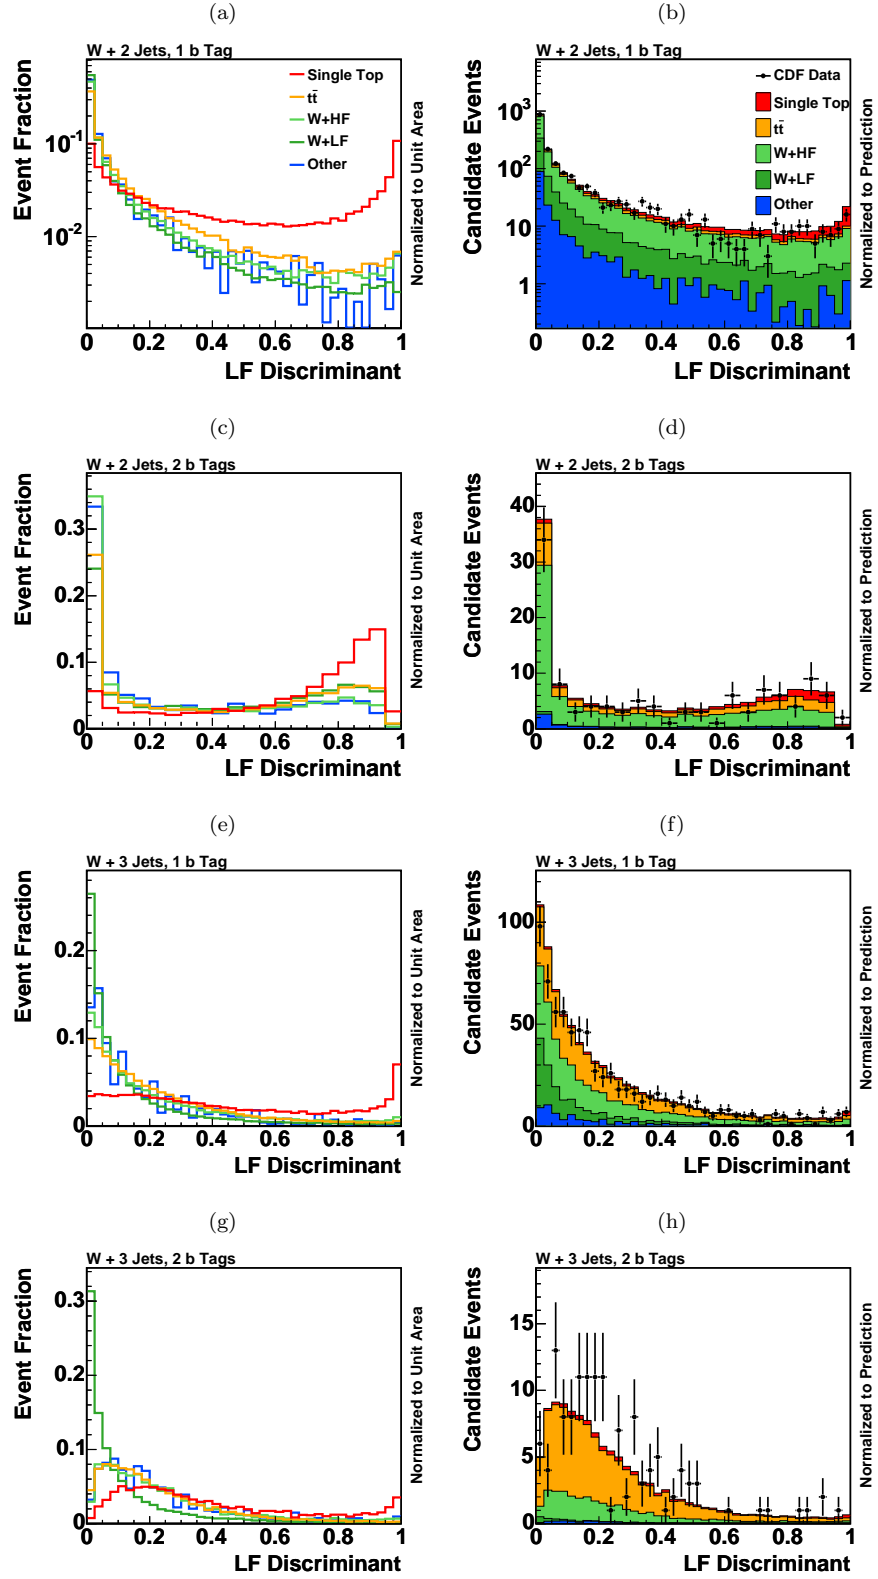 (a)
W + 2 Jets, 1 b Tag
Event Fraction
Normalized to Unit Area
Single Top
tt̄
W+HF
W+LF
Other
10⁻¹
10⁻²
0 0.2 0.4 0.6 0.8 1
LF Discriminant
(b)
W + 2 Jets, 1 b Tag
Candidate Events
Normalized to Prediction
CDF Data
Single Top
tt̄
W+HF
W+LF
Other
10³
10²
10
1
0 0.2 0.4 0.6 0.8 1
LF Discriminant
(c)
W + 2 Jets, 2 b Tags
Event Fraction
Normalized to Unit Area
0.3
0.2
0.1
0
0 0.2 0.4 0.6 0.8 1
LF Discriminant
(d)
W + 2 Jets, 2 b Tags
Candidate Events
Normalized to Prediction
40
30
20
10
0
0 0.2 0.4 0.6 0.8 1
LF Discriminant
(e)
W + 3 Jets, 1 b Tag
Event Fraction
Normalized to Unit Area
0.2
0.1
0
0 0.2 0.4 0.6 0.8 1
LF Discriminant
(f)
W + 3 Jets, 1 b Tag
Candidate Events
Normalized to Prediction
100
50
0
0 0.2 0.4 0.6 0.8 1
LF Discriminant
(g)
W + 3 Jets, 2 b Tags
Event Fraction
Normalized to Unit Area
0.3
0.2
0.1
0
0 0.2 0.4 0.6 0.8 1
LF Discriminant
(h)
W + 3 Jets, 2 b Tags
Candidate Events
Normalized to Prediction
15
10
5
0
0 0.2 0.4 0.6 0.8 1
LF Discriminant